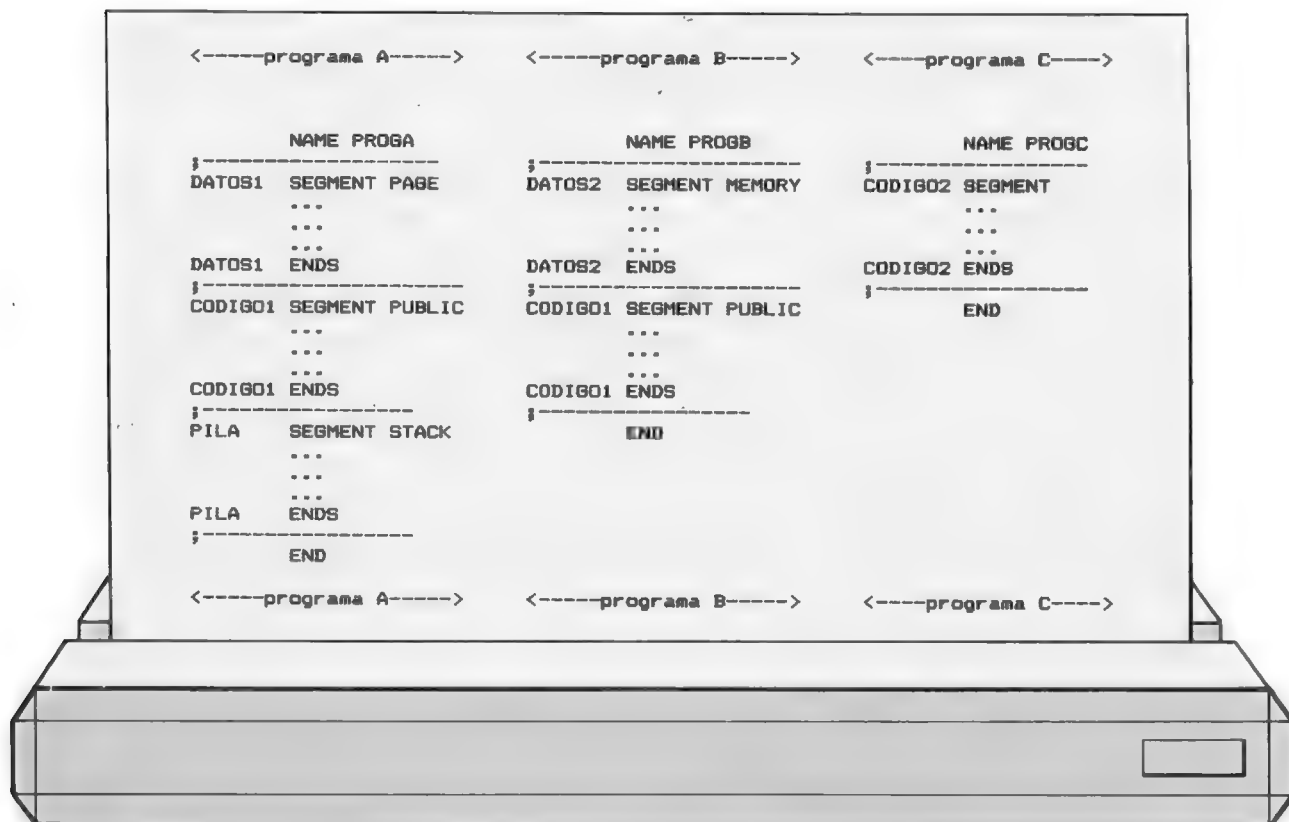 <-----programa A-----> <-----programa B-----> <----programa C---->
NAME PROGA NAME PROGB NAME PROGC
;------------------- ;--------------------- ;------------------
DATOS1 SEGMENT PAGE DATOS2 SEGMENT MEMORY CODIGO2 SEGMENT
... ... ...
... ... ...
... ... ...
DATOS1 ENDS DATOS2 ENDS CODIGO2 ENDS
;--------------------- ;--------------------- ;------------------
CODIGO1 SEGMENT PUBLIC CODIGO1 SEGMENT PUBLIC END
... ...
... ...
... ...
CODIGO1 ENDS CODIGO1 ENDS
;----------------- ;-----------------
PILA SEGMENT STACK END
...
...
...
PILA ENDS
;-----------------
END
<-----programa A-----> <-----programa B-----> <----programa C---->